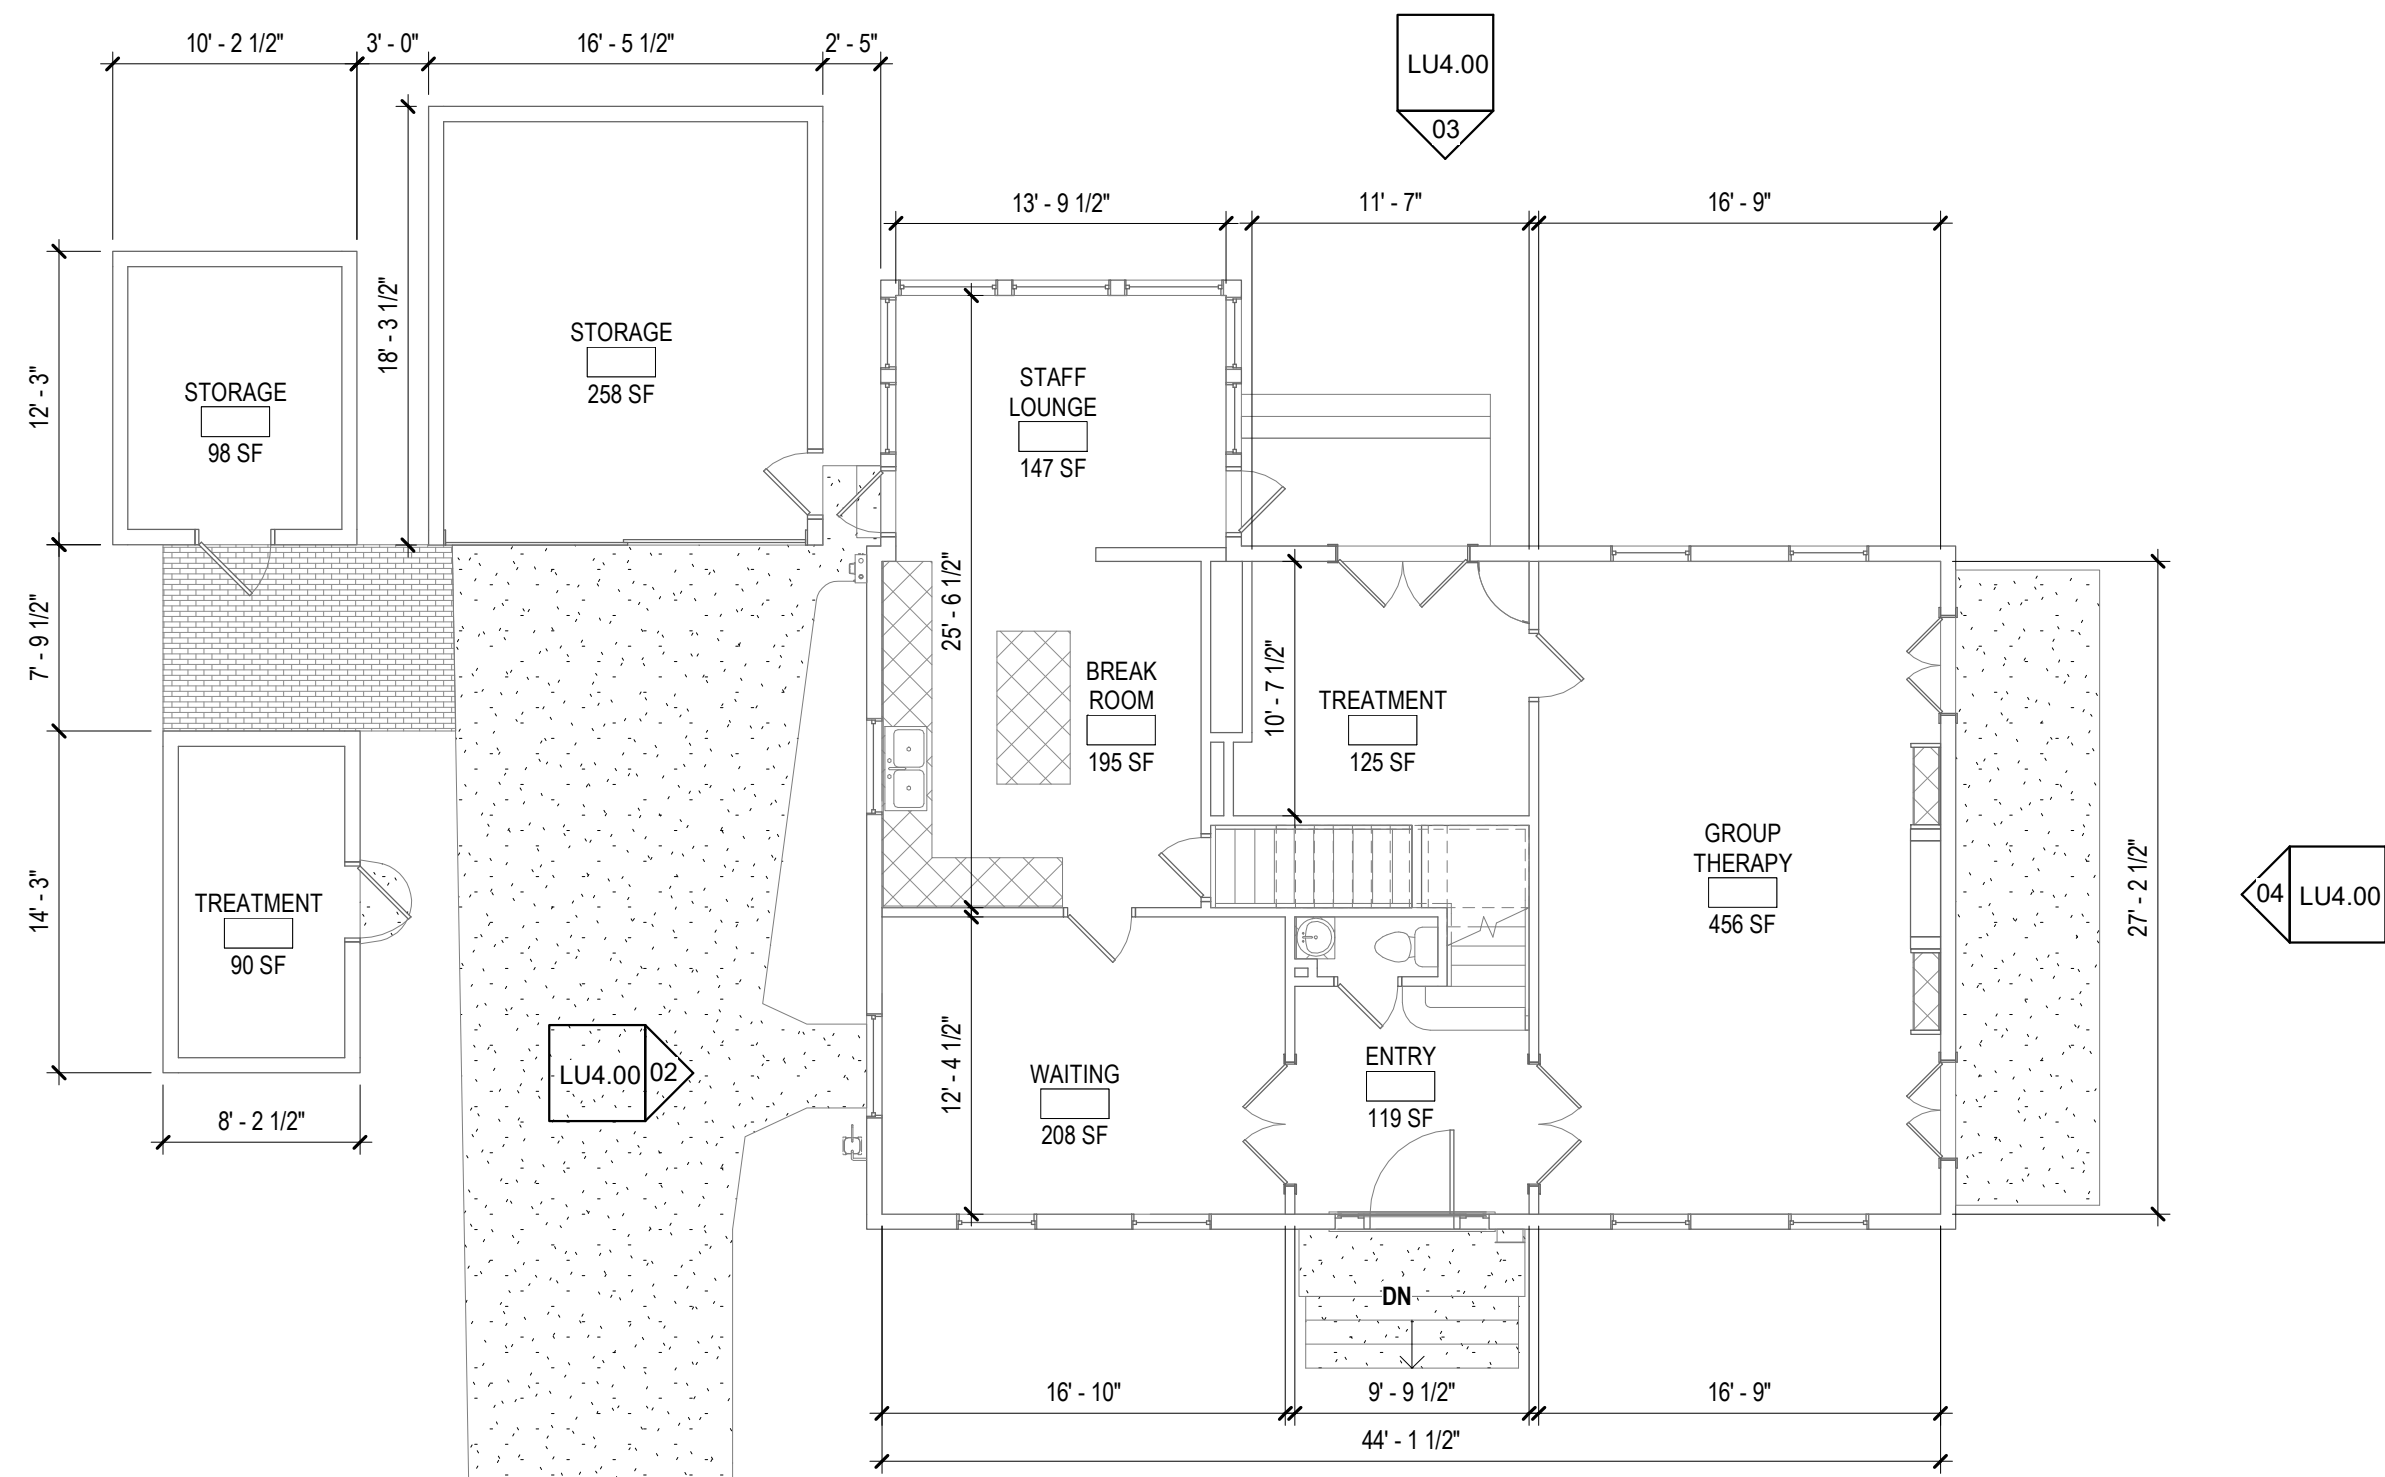 10' - 2 1/2"
3' - 0"
16' - 5 1/2"
2' - 5"
LU4.00
03
13' - 9 1/2"
11' - 7"
16' - 9"
12' - 3"
18' - 3 1/2"
STORAGE
98 SF
STORAGE
258 SF
STAFF
LOUNGE
147 SF
7' - 9 1/2"
25' - 6 1/2"
BREAK
ROOM
195 SF
10' - 7 1/2"
TREATMENT
125 SF
GROUP
THERAPY
456 SF
27' - 2 1/2"
04
LU4.00
14' - 3"
TREATMENT
90 SF
8' - 2 1/2"
LU4.00
02
12' - 4 1/2"
WAITING
208 SF
ENTRY
119 SF
DN
16' - 10"
9' - 9 1/2"
16' - 9"
44' - 1 1/2"